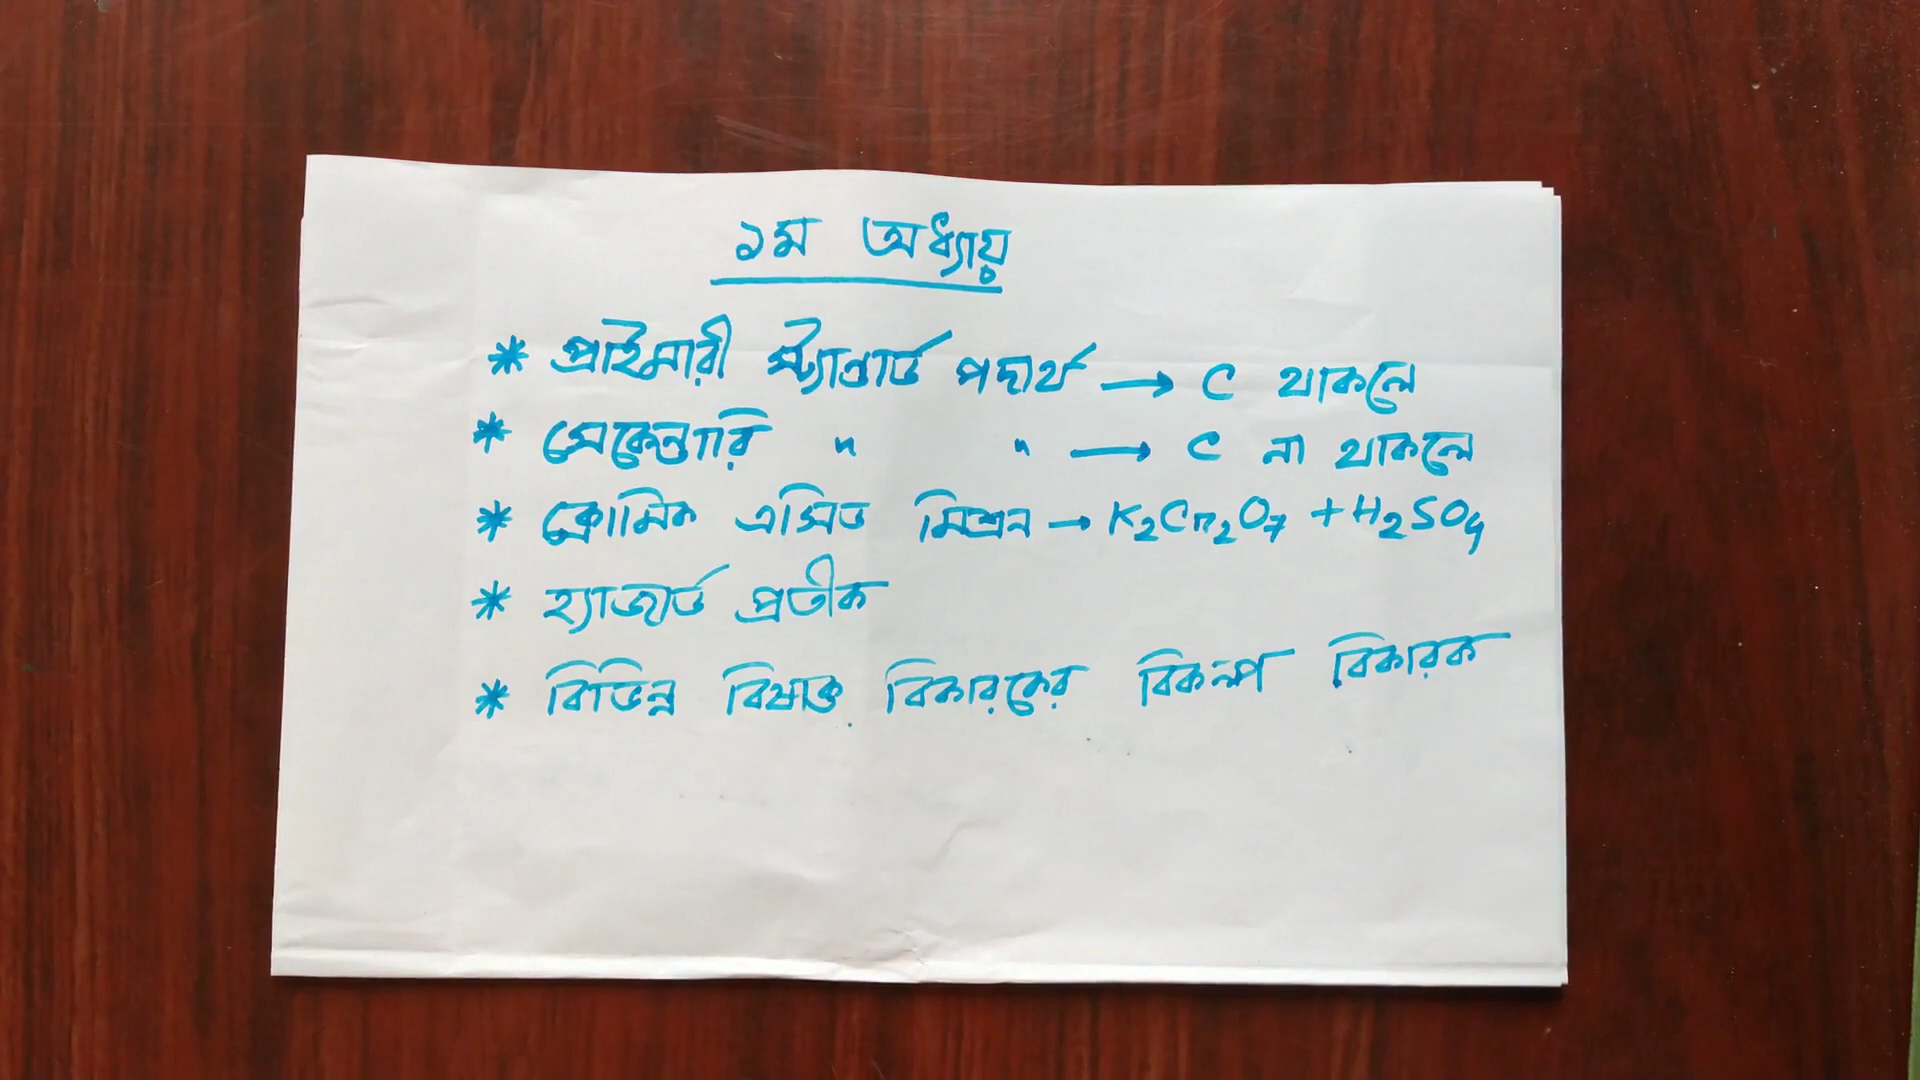 ১ম অধ্যায়
* প্রাইমারী স্ট্যান্ডার্ড পদার্থ → C থাকলে
* সেকেন্ডারি " " → C না থাকলে
* ক্রোমিক এসিড মিশ্রন → K₂Cr₂O₇ + H₂SO₄
* হ্যাজার্ড প্রতীক
* বিভিন্ন বিষাক্ত বিকারকের বিকল্প বিকারক